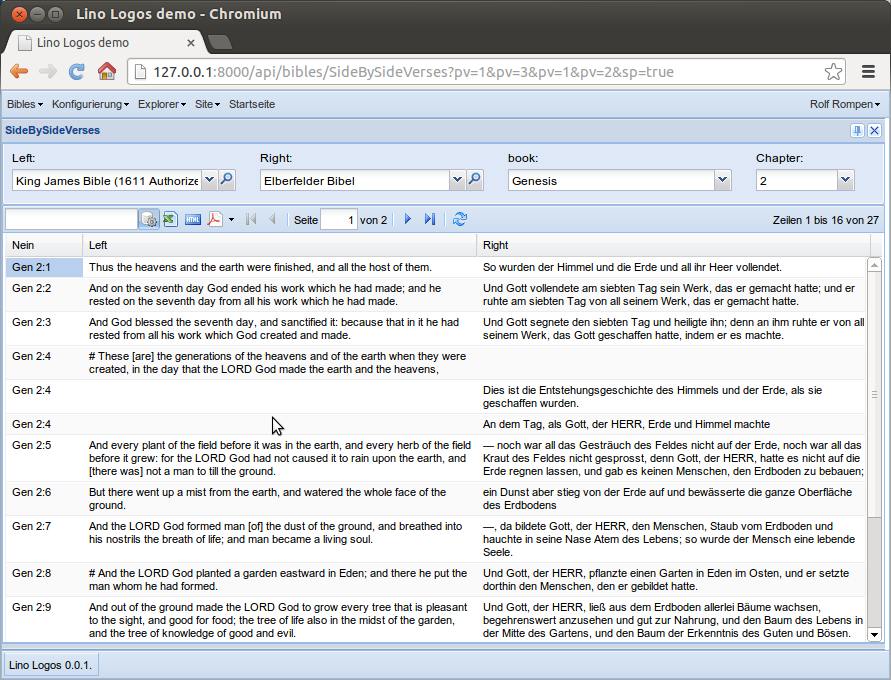 Lino Logos demo - Chromium
Lino Logos demo
127.0.0.1:8000/api/bibles/SideBySideVerses?pv=1&pv=3&pv=1&pv=2&sp=true
Bibles Konfigurierung Explorer Site Startseite Rolf Rompen
SideBySideVerses
Left: Right: book: Chapter:
King James Bible (1611 Authorize Elberfelder Bibel Genesis 2
HTML Seite 1 von 2 Zeilen 1 bis 16 von 27
Nein Left Right
Gen 2:1 Thus the heavens and the earth were finished, and all the host of them. So wurden der Himmel und die Erde und all ihr Heer vollendet.
Gen 2:2 And on the seventh day God ended his work which he had made; and he Und Gott vollendete am siebten Tag sein Werk, das er gemacht hatte; und er
rested on the seventh day from all his work which he had made. ruhte am siebten Tag von all seinem Werk, das er gemacht hatte.
Gen 2:3 And God blessed the seventh day, and sanctified it: because that in it he had Und Gott segnete den siebten Tag und heiligte ihn; denn an ihm ruhte er von all
rested from all his work which God created and made. seinem Werk, das Gott geschaffen hatte, indem er es machte.
Gen 2:4 # These [are] the generations of the heavens and of the earth when they were
created, in the day that the LORD God made the earth and the heavens,
Gen 2:4 Dies ist die Entstehungsgeschichte des Himmels und der Erde, als sie
geschaffen wurden.
Gen 2:4 An dem Tag, als Gott, der HERR, Erde und Himmel machte
Gen 2:5 And every plant of the field before it was in the earth, and every herb of the field — noch war all das Gesträuch des Feldes nicht auf der Erde, noch war all das
before it grew: for the LORD God had not caused it to rain upon the earth, and Kraut des Feldes nicht gesprosst, denn Gott, der HERR, hatte es nicht auf die
[there was] not a man to till the ground. Erde regnen lassen, und gab es keinen Menschen, den Erdboden zu bebauen;
Gen 2:6 But there went up a mist from the earth, and watered the whole face of the ein Dunst aber stieg von der Erde auf und bewässerte die ganze Oberfläche
ground. des Erdbodens
Gen 2:7 And the LORD God formed man [of] the dust of the ground, and breathed into —, da bildete Gott, der HERR, den Menschen, Staub vom Erdboden und
his nostrils the breath of life; and man became a living soul. hauchte in seine Nase Atem des Lebens; so wurde der Mensch eine lebende
Seele.
Gen 2:8 # And the LORD God planted a garden eastward in Eden; and there he put the Und Gott, der HERR, pflanzte einen Garten in Eden im Osten, und er setzte
man whom he had formed. dorthin den Menschen, den er gebildet hatte.
Gen 2:9 And out of the ground made the LORD God to grow every tree that is pleasant Und Gott, der HERR, ließ aus dem Erdboden allerlei Bäume wachsen,
to the sight, and good for food; the tree of life also in the midst of the garden, begehrenswert anzusehen und gut zur Nahrung, und den Baum des Lebens in
and the tree of knowledge of good and evil. der Mitte des Gartens, und den Baum der Erkenntnis des Guten und Bösen.
Lino Logos 0.0.1.